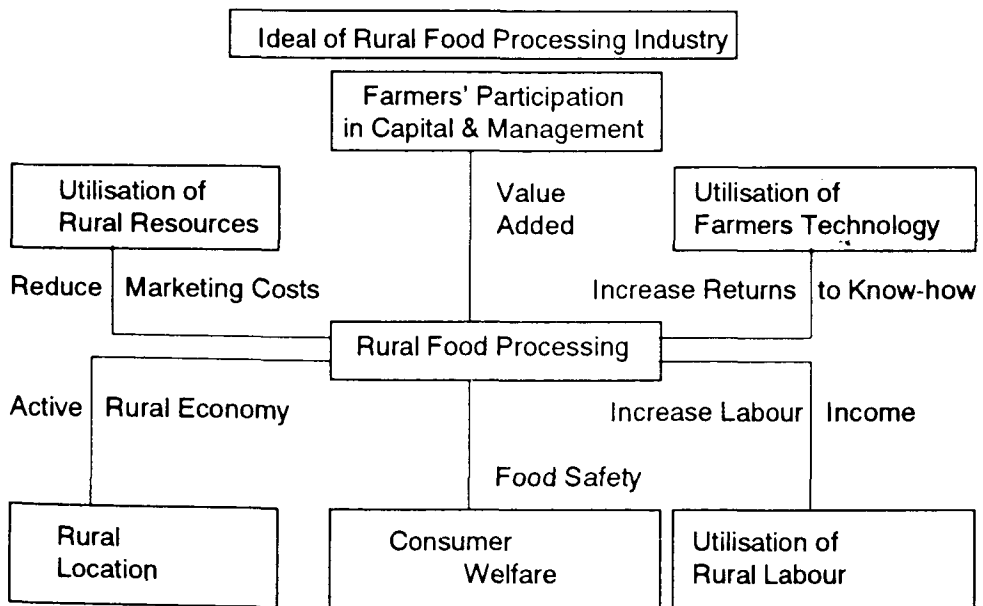 Ideal of Rural Food Processing Industry
Farmers' Participation
in Capital & Management
Utilisation of
Rural Resources
Value
Added
Utilisation of
Farmers Technology
Reduce Marketing Costs
Increase Returns to Know-how
Rural Food Processing
Active Rural Economy
Increase Labour Income
Food Safety
Rural
Location
Consumer
Welfare
Utilisation of
Rural Labour